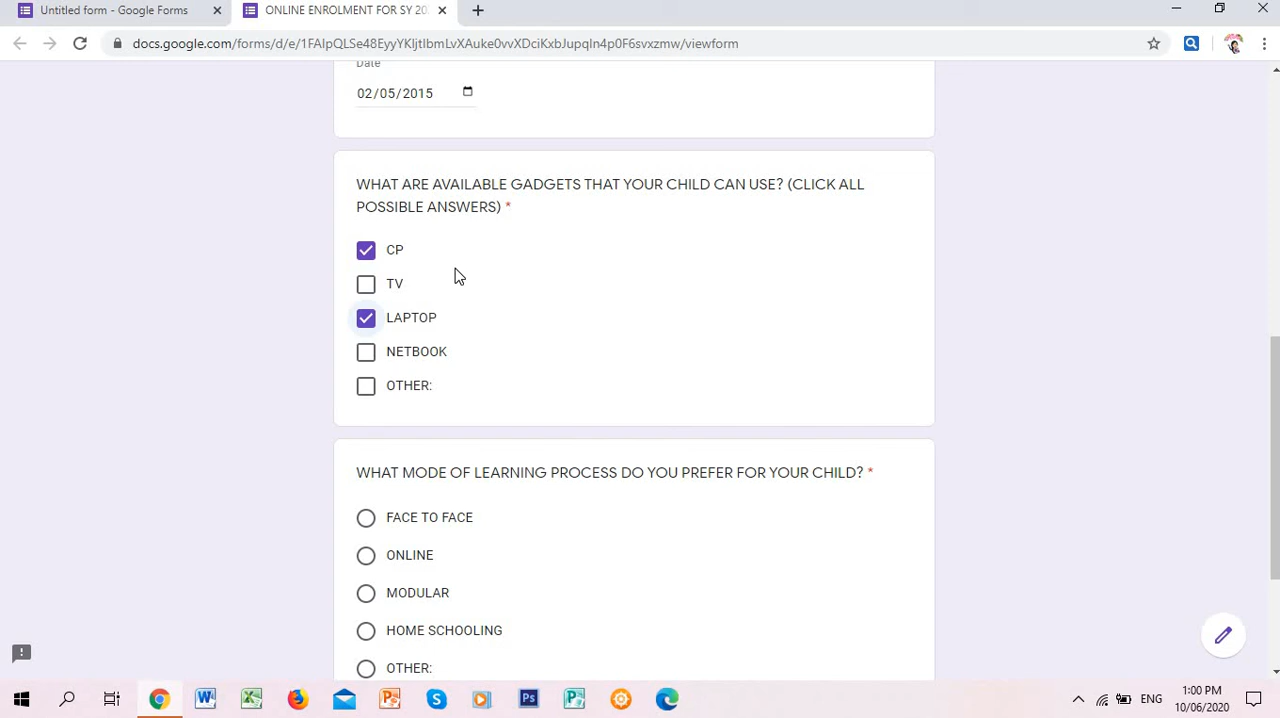 Untitled form - Google Forms
ONLINE ENROLMENT FOR SY 20
docs.google.com/forms/d/e/1FAIpQLSe48EyyYKljtIbmLvXAuke0vvXDciKxbJupqIn4p0F6svxzmw/viewform
Date
02/05/2015
WHAT ARE AVAILABLE GADGETS THAT YOUR CHILD CAN USE? (CLICK ALL
POSSIBLE ANSWERS) *
CP
TV
LAPTOP
NETBOOK
OTHER:
WHAT MODE OF LEARNING PROCESS DO YOU PREFER FOR YOUR CHILD? *
FACE TO FACE
ONLINE
MODULAR
HOME SCHOOLING
OTHER:
ENG
1:00 PM
10/06/2020